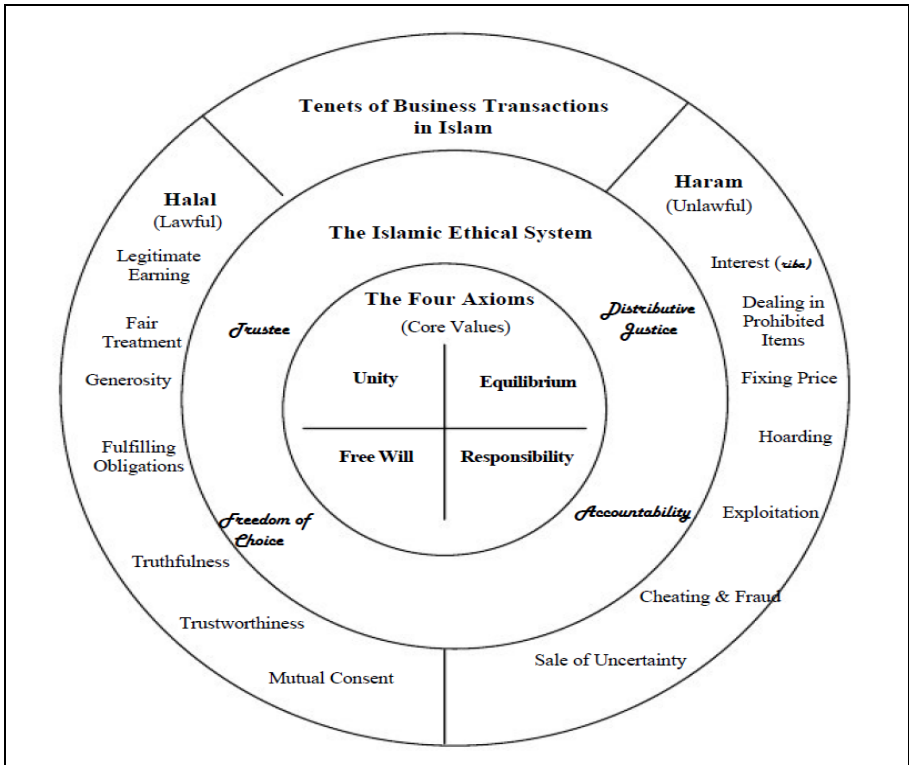 Tenets of Business Transactions
in Islam
Halal
(Lawful)
Legitimate
Earning
Fair
Treatment
Generosity
Fulfilling
Obligations
Truthfulness
Trustworthiness
Mutual Consent
Haram
(Unlawful)
Interest (riba)
Dealing in
Prohibited
Items
Fixing Price
Hoarding
Exploitation
Cheating & Fraud
Sale of Uncertainty
The Islamic Ethical System
Trustee
Distributive
Justice
Freedom of
Choice
Accountability
The Four Axioms
(Core Values)
Unity
Equilibrium
Free Will
Responsibility